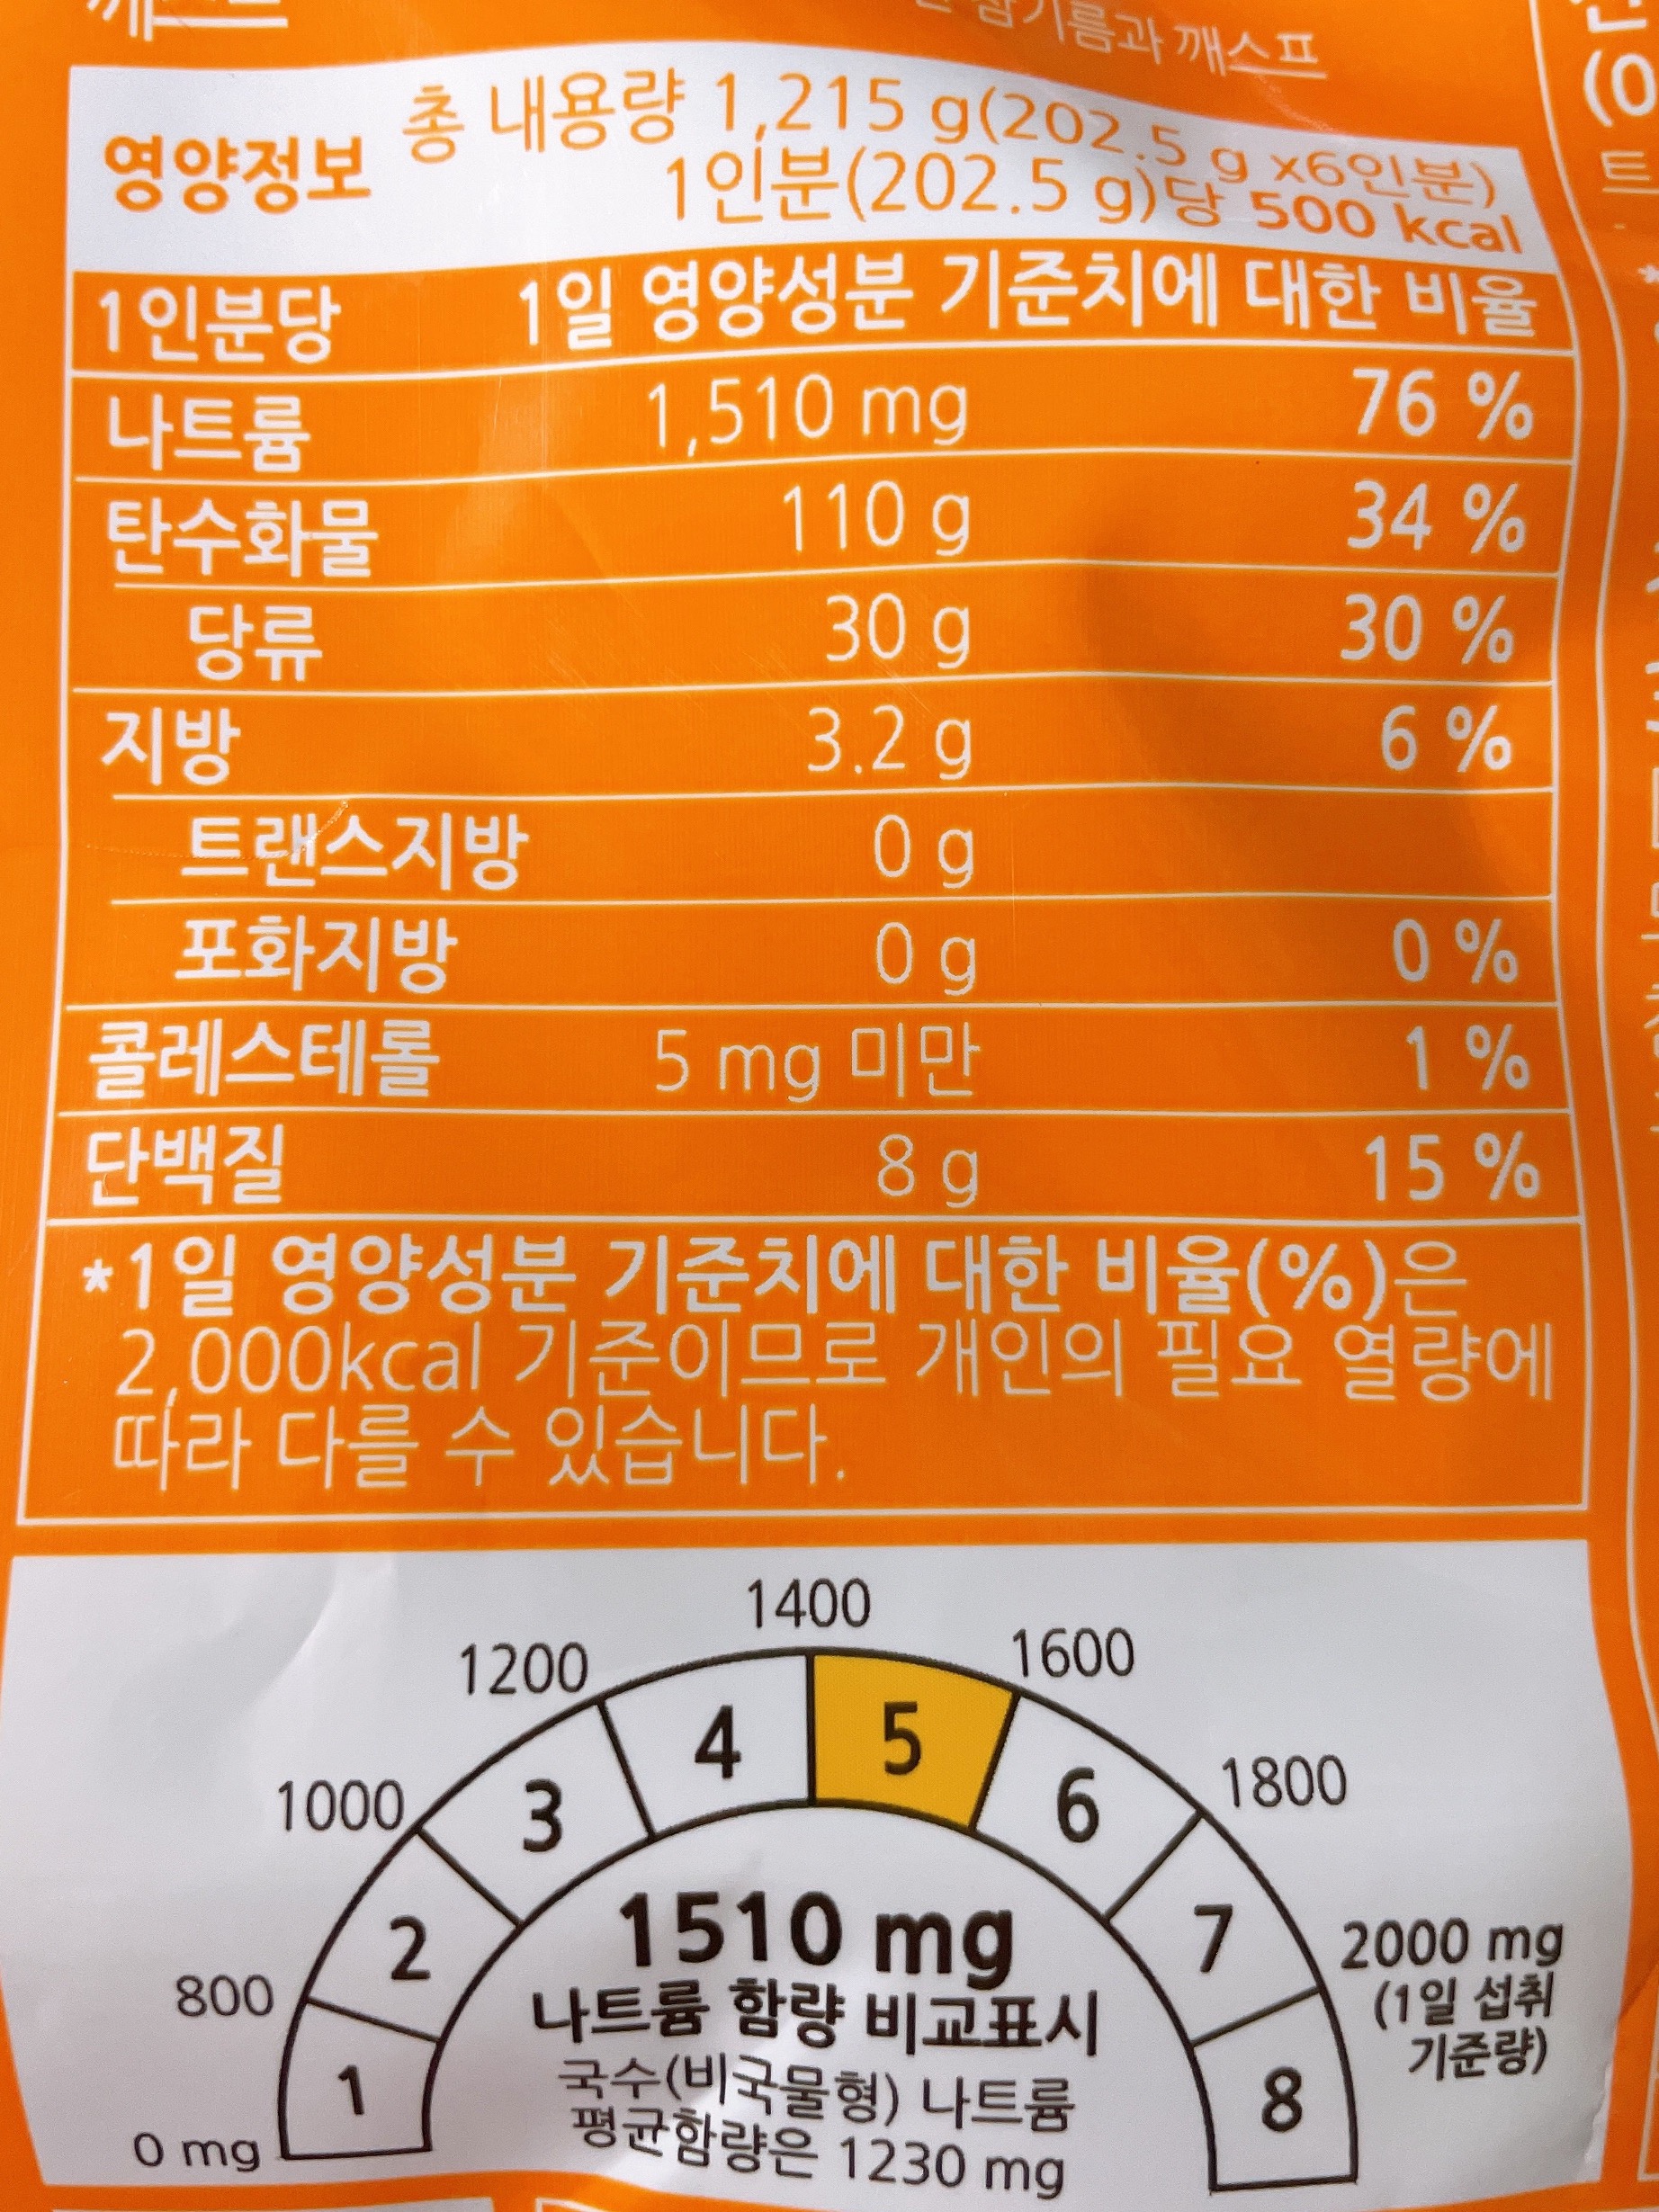 참기름과 깨스프
영양정보
총 내용량 1,215 g(202.5 g x6인분)
1인분(202.5 g)당 500 kcal
1인분당 1일 영양성분 기준치에 대한 비율
나트륨 1,510 mg 76 %
탄수화물 110 g 34 %
당류 30 g 30 %
지방 3.2 g 6 %
트랜스지방 0 g
포화지방 0 g 0 %
콜레스테롤 5 mg 미만 1 %
단백질 8 g 15 %
*1일 영양성분 기준치에 대한 비율(%)은
2,000kcal 기준이므로 개인의 필요 열량에
따라 다를 수 있습니다.
1400
1200 1600
4 5
1000 3 6 1800
2 7
800
2000 mg
(1일 섭취
기준량)
1 8
0 mg
1510 mg
나트륨 함량 비교표시
국수(비국물형) 나트륨
평균함량은 1230 mg